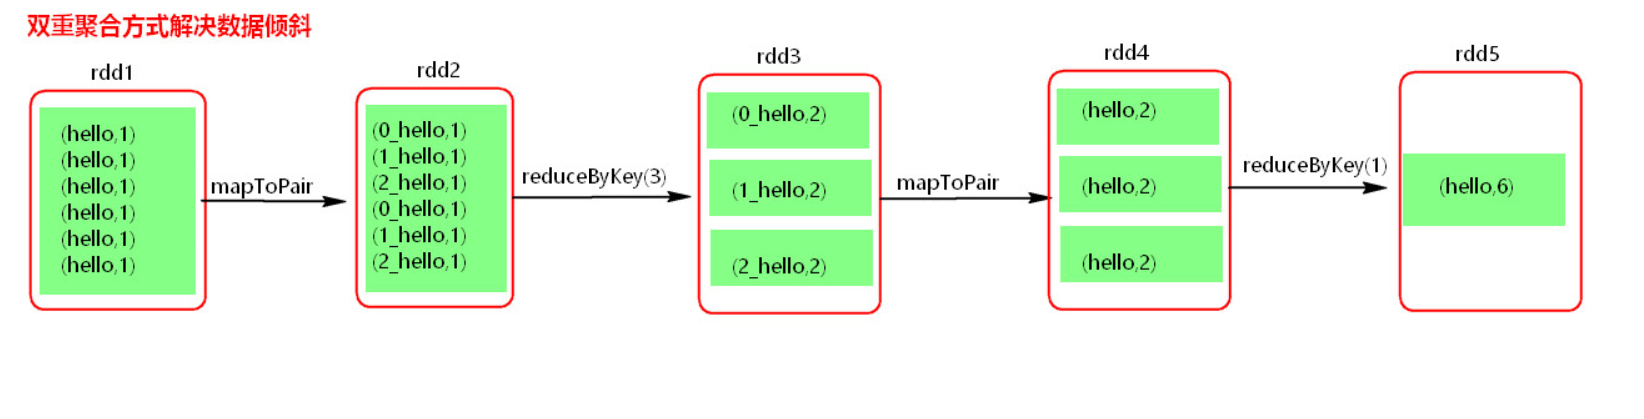 双重聚合方式解决数据倾斜
rdd1
(hello,1)
(hello,1)
(hello,1)
(hello,1)
(hello,1)
(hello,1)
mapToPair
rdd2
(0_hello,1)
(1_hello,1)
(2_hello,1)
(0_hello,1)
(1_hello,1)
(2_hello,1)
reduceByKey(3)
rdd3
(0_hello,2)
(1_hello,2)
(2_hello,2)
mapToPair
rdd4
(hello,2)
(hello,2)
(hello,2)
reduceByKey(1)
rdd5
(hello,6)